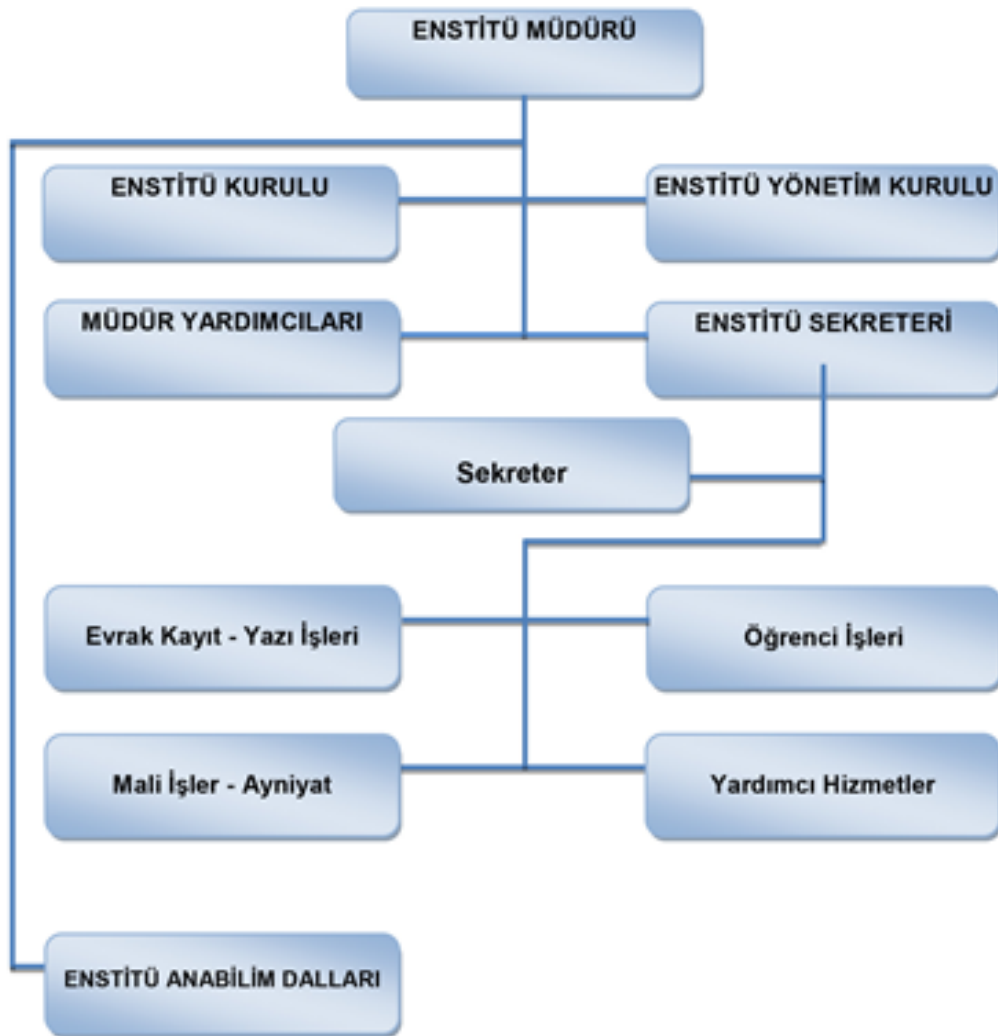 ENSTİTÜ MÜDÜRÜ
ENSTİTÜ KURULU
ENSTİTÜ YÖNETİM KURULU
MÜDÜR YARDIMCILARI
ENSTİTÜ SEKRETERİ
Sekreter
Evrak Kayıt - Yazı İşleri
Öğrenci İşleri
Mali İşler - Ayniyat
Yardımcı Hizmetler
ENSTİTÜ ANABİLİM DALLARI